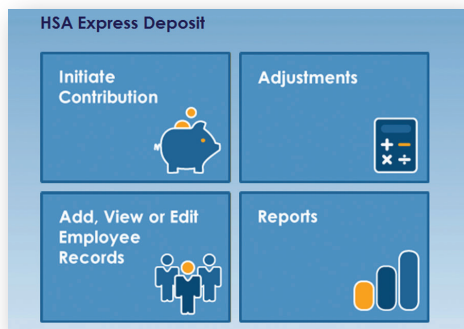 HSA Express Deposit
Initiate
Contribution
Adjustments
Add, View or Edit
Employee
Records
Reports